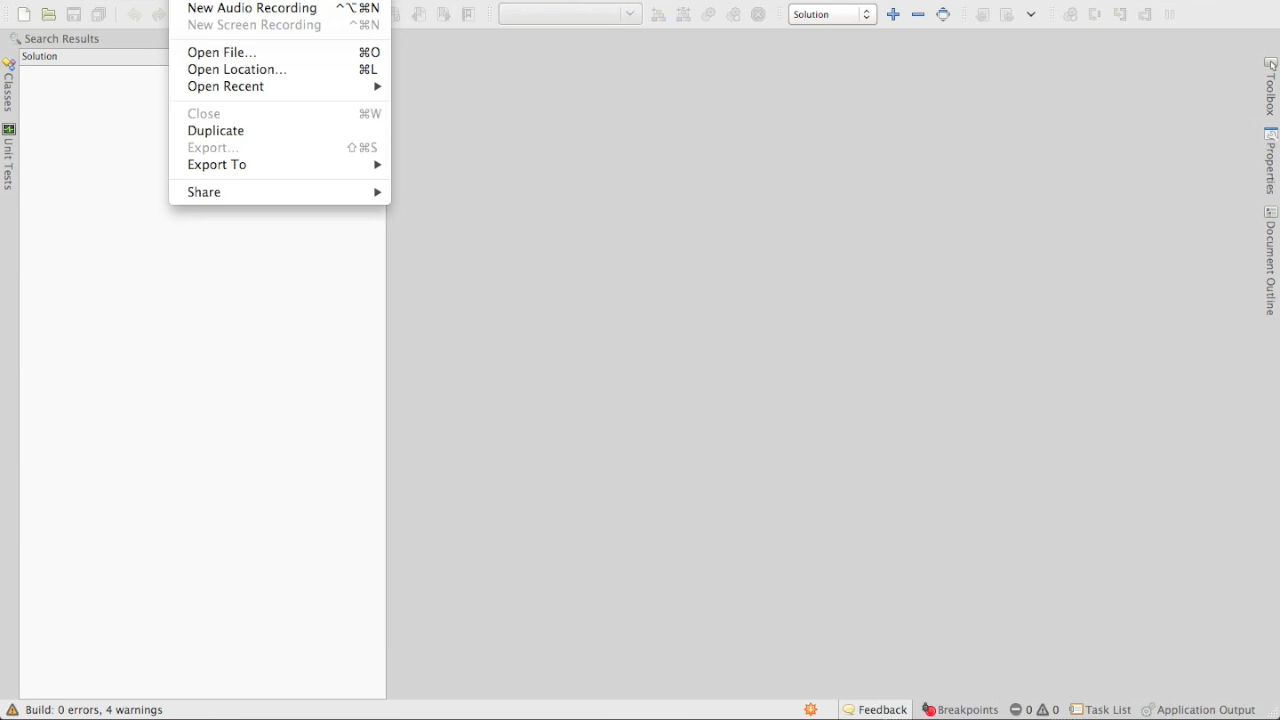 New Audio Recording ⌃⌥⌘N
New Screen Recording ⌃⌘N
Solution
Search Results
Open File... ⌘O
Solution
Open Location... ⌘L
Open Recent
Classes
Toolbox
Close ⌘W
Duplicate
Export... ⇧⌘S
Unit Tests
Properties
Export To
Share
Document Outline
Build: 0 errors, 4 warnings
Feedback
Breakpoints
0
0
Task List
Application Output